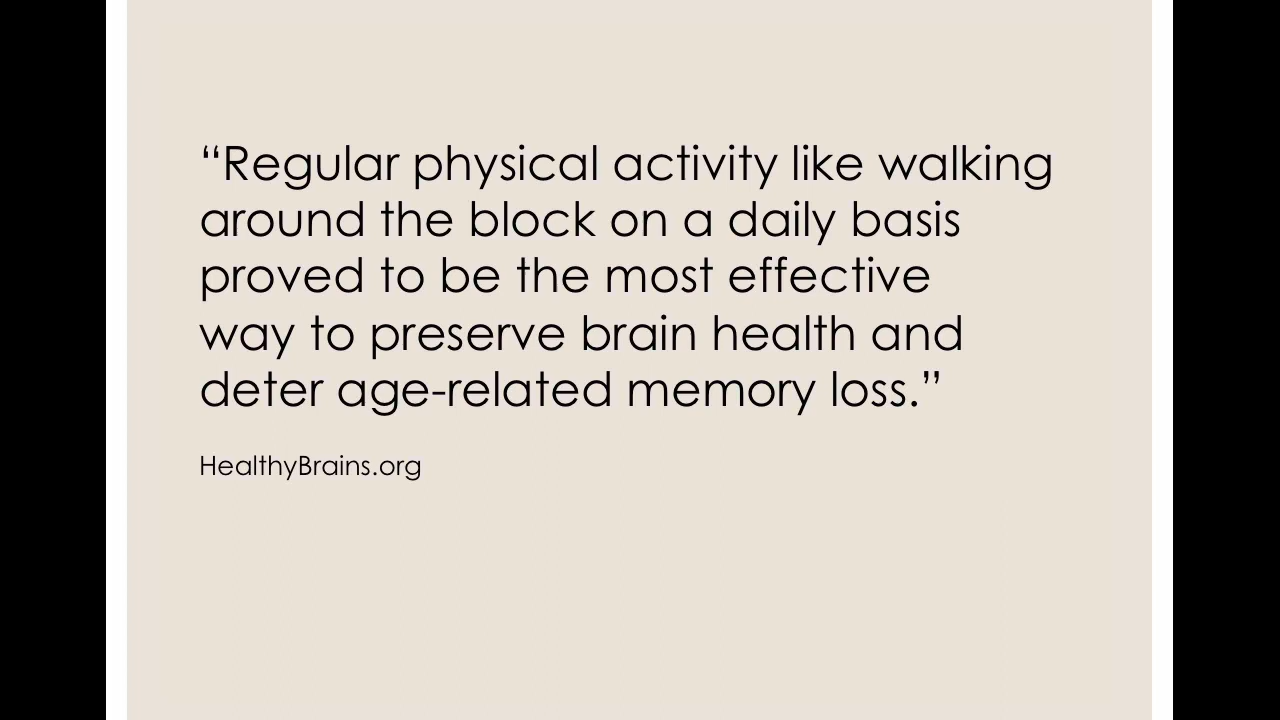 “Regular physical activity like walking
around the block on a daily basis
proved to be the most effective
way to preserve brain health and
deter age-related memory loss.”
HealthyBrains.org